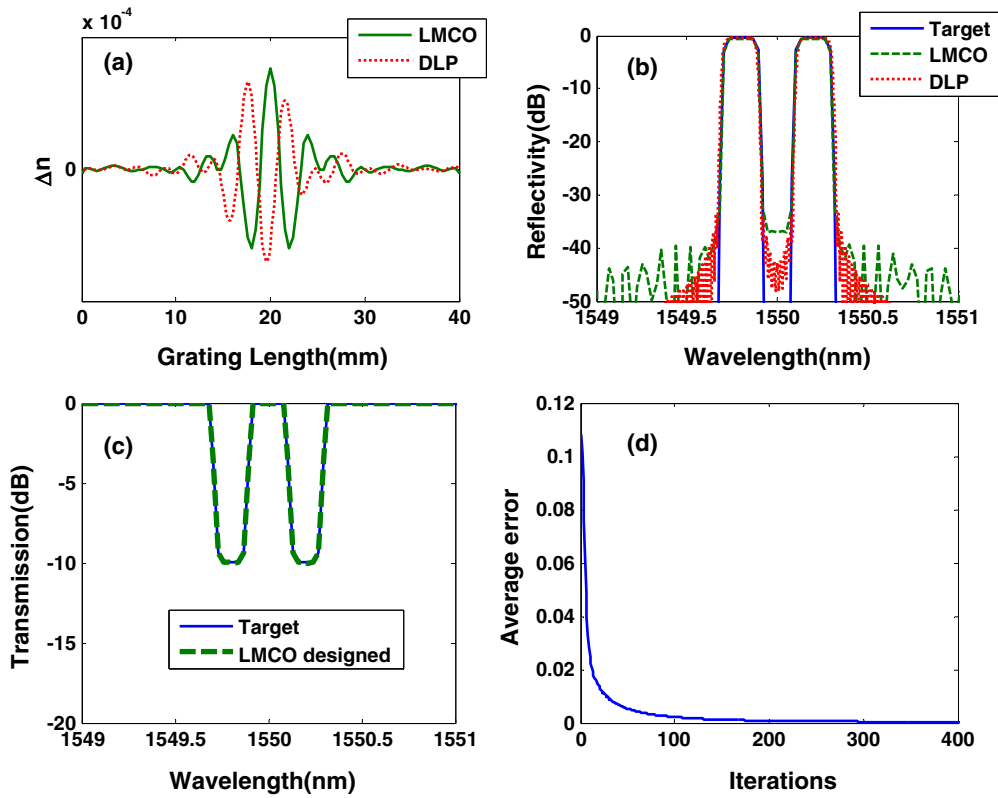 x 10-4
(a)
LMCO
DLP
Δn
0
0
10
20
30
40
Grating Length(mm)
(b)
Target
LMCO
DLP
Reflectivity(dB)
0
-10
-20
-30
-40
-50
1549
1549.5
1550
1550.5
1551
Wavelength(nm)
(c)
Transmission(dB)
0
-5
-10
-15
-20
Target
LMCO designed
1549
1549.5
1550
1550.5
1551
Wavelength(nm)
(d)
Average error
0.12
0.1
0.08
0.06
0.04
0.02
0
0
100
200
300
400
Iterations